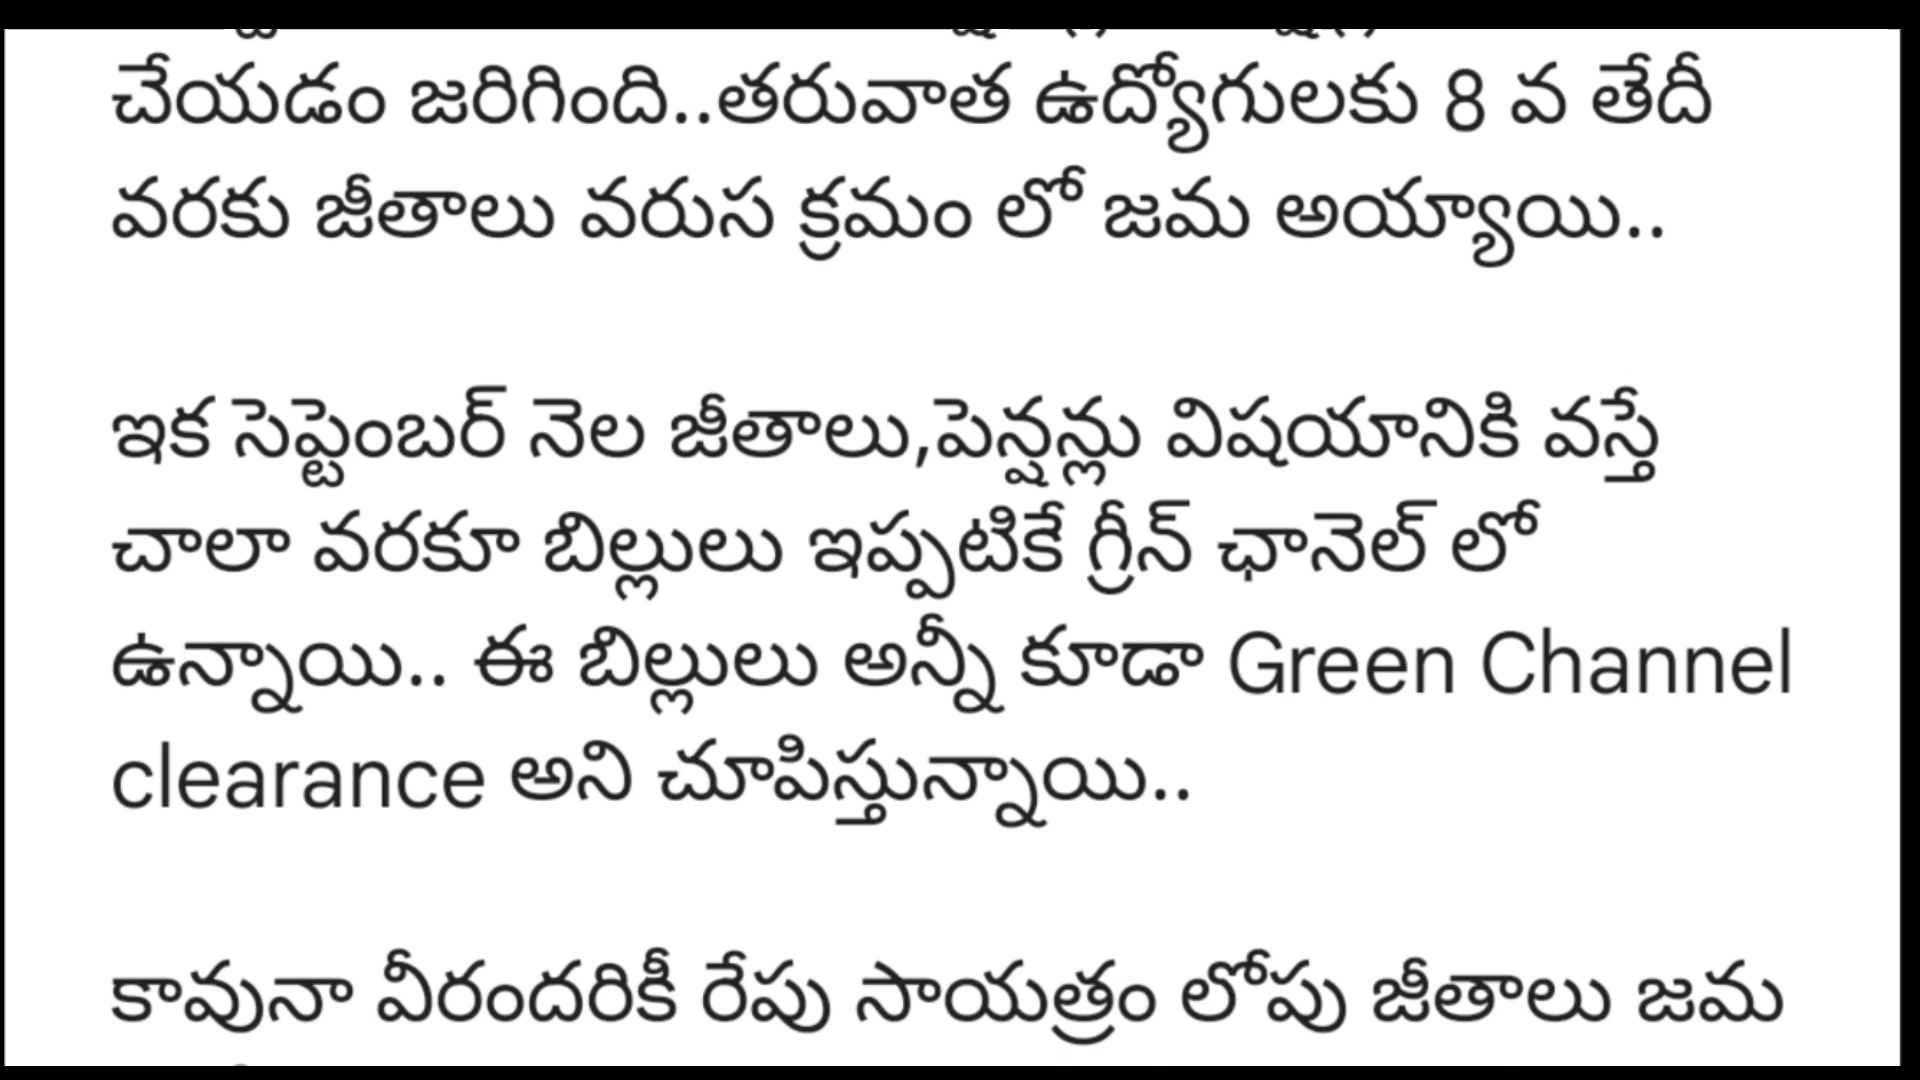 చేయడం జరిగింది..తరువాత ఉద్యోగులకు 8 వ తేదీ
వరకు జీతాలు వరుస క్రమం లో జమ అయ్యాయి..
ఇక సెప్టెంబర్ నెల జీతాలు,పెన్షన్లు విషయానికి వస్తే
చాలా వరకూ బిల్లులు ఇప్పటికే గ్రీన్ ఛానెల్ లో
ఉన్నాయి.. ఈ బిల్లులు అన్నీ కూడా Green Channel
clearance అని చూపిస్తున్నాయి..
కావునా వీరందరికీ రేపు సాయత్రం లోపు జీతాలు జమ